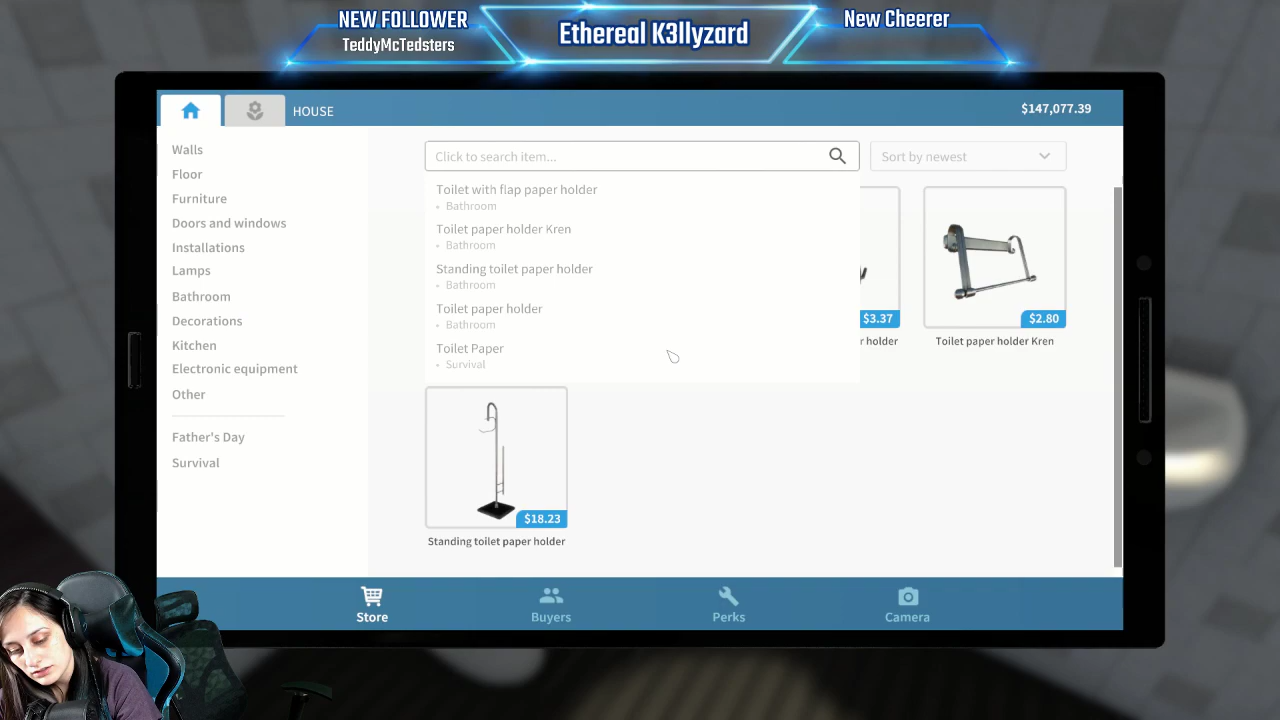 NEW FOLLOWER
TeddyMcTedsters
Ethereal K3llyzard
New Cheerer
HOUSE
$147,077.39
Walls
Floor
Furniture
Doors and windows
Installations
Lamps
Bathroom
Decorations
Kitchen
Electronic equipment
Other
Father's Day
Survival
Click to search item...
Sort by newest
Toilet with flap paper holder
• Bathroom
Toilet paper holder Kren
• Bathroom
Standing toilet paper holder
• Bathroom
Toilet paper holder
• Bathroom
Toilet Paper
• Survival
$3.37
holder
$2.80
Toilet paper holder Kren
$18.23
Standing toilet paper holder
Store
Buyers
Perks
Camera